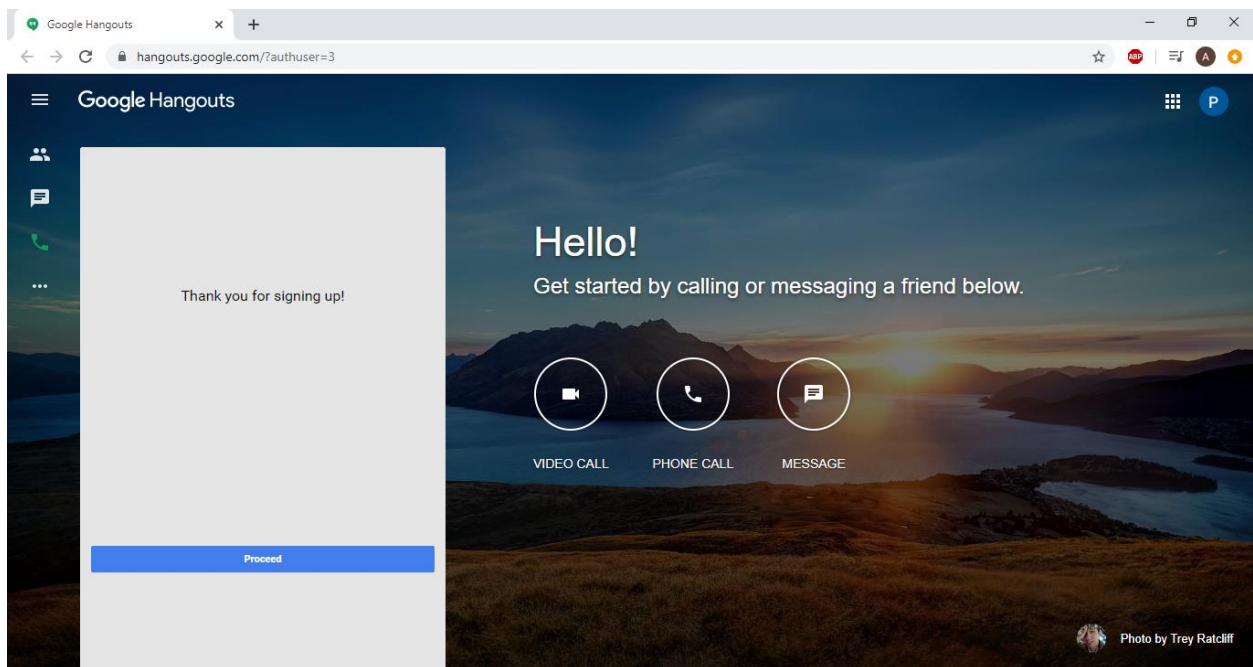 Google Hangouts
hangouts.google.com/?authuser=3
ABP
A
Google Hangouts
P
Thank you for signing up!
Proceed
Hello!
Get started by calling or messaging a friend below.
VIDEO CALL PHONE CALL MESSAGE
Photo by Trey Ratcliff